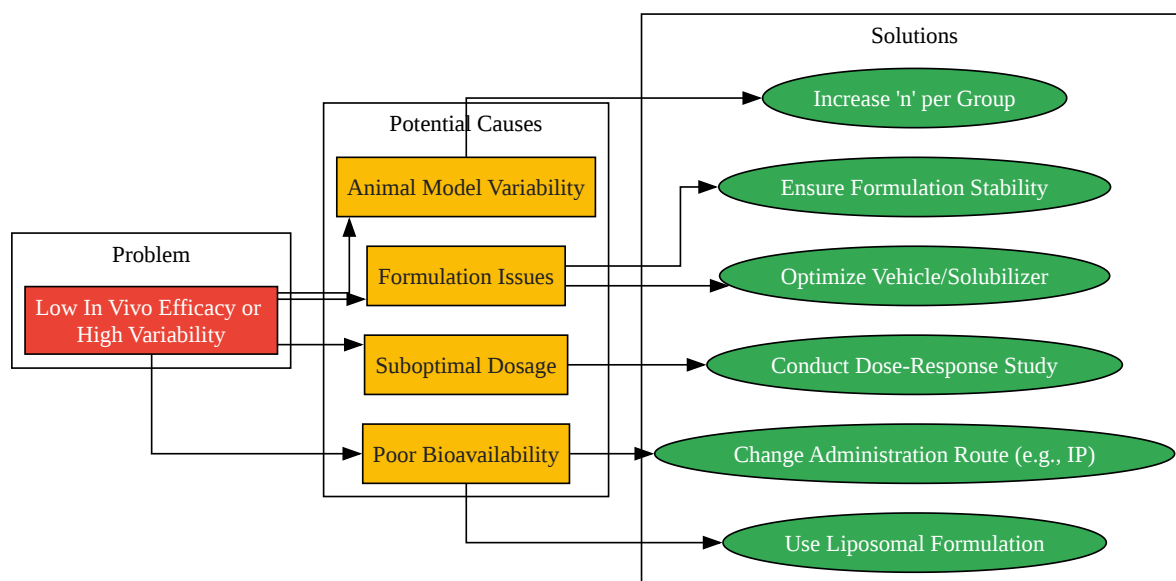 Problem
Low In Vivo Efficacy or
High Variability
Potential Causes
Animal Model Variability
Formulation Issues
Suboptimal Dosage
Poor Bioavailability
Solutions
Increase 'n' per Group
Ensure Formulation Stability
Optimize Vehicle/Solubilizer
Conduct Dose-Response Study
Change Administration Route (e.g., IP)
Use Liposomal Formulation